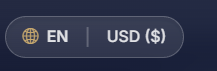 EN | USD ($)